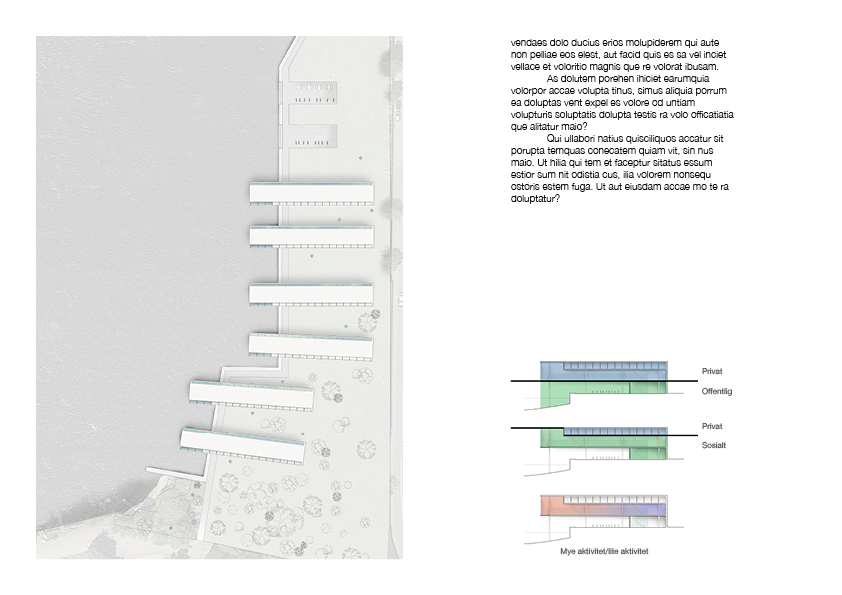 vendaes dolo ducius erios molupiderem qui aute
non pelliae eos elest, aut facid quis es sa vel inciet
vellace et voloritio magnis que re volorat ibusam.
As dolutem porehen ihiciet earumquia
volorpor accae volupta tinus, simus aliquia porrum
ea doluptas vent expel es volore od untiam
volupturis soluptatis dolupta testis ra volo officatiatia
que alitatur maio?
Qui ullabori natius quisciliquos accatur sit
porupta temquas conecatem quiam vit, sin nus
maio. Ut hilia qui tem et faceptur sitatus essum
estior sum nit odistia cus, ilia volorem nonsequ
ostoris estem fuga. Ut aut eiusdam accae mo te ra
doluptatur?
Privat
Offentlig
Privat
Sosialt
Mye aktivitet/lite aktivitet